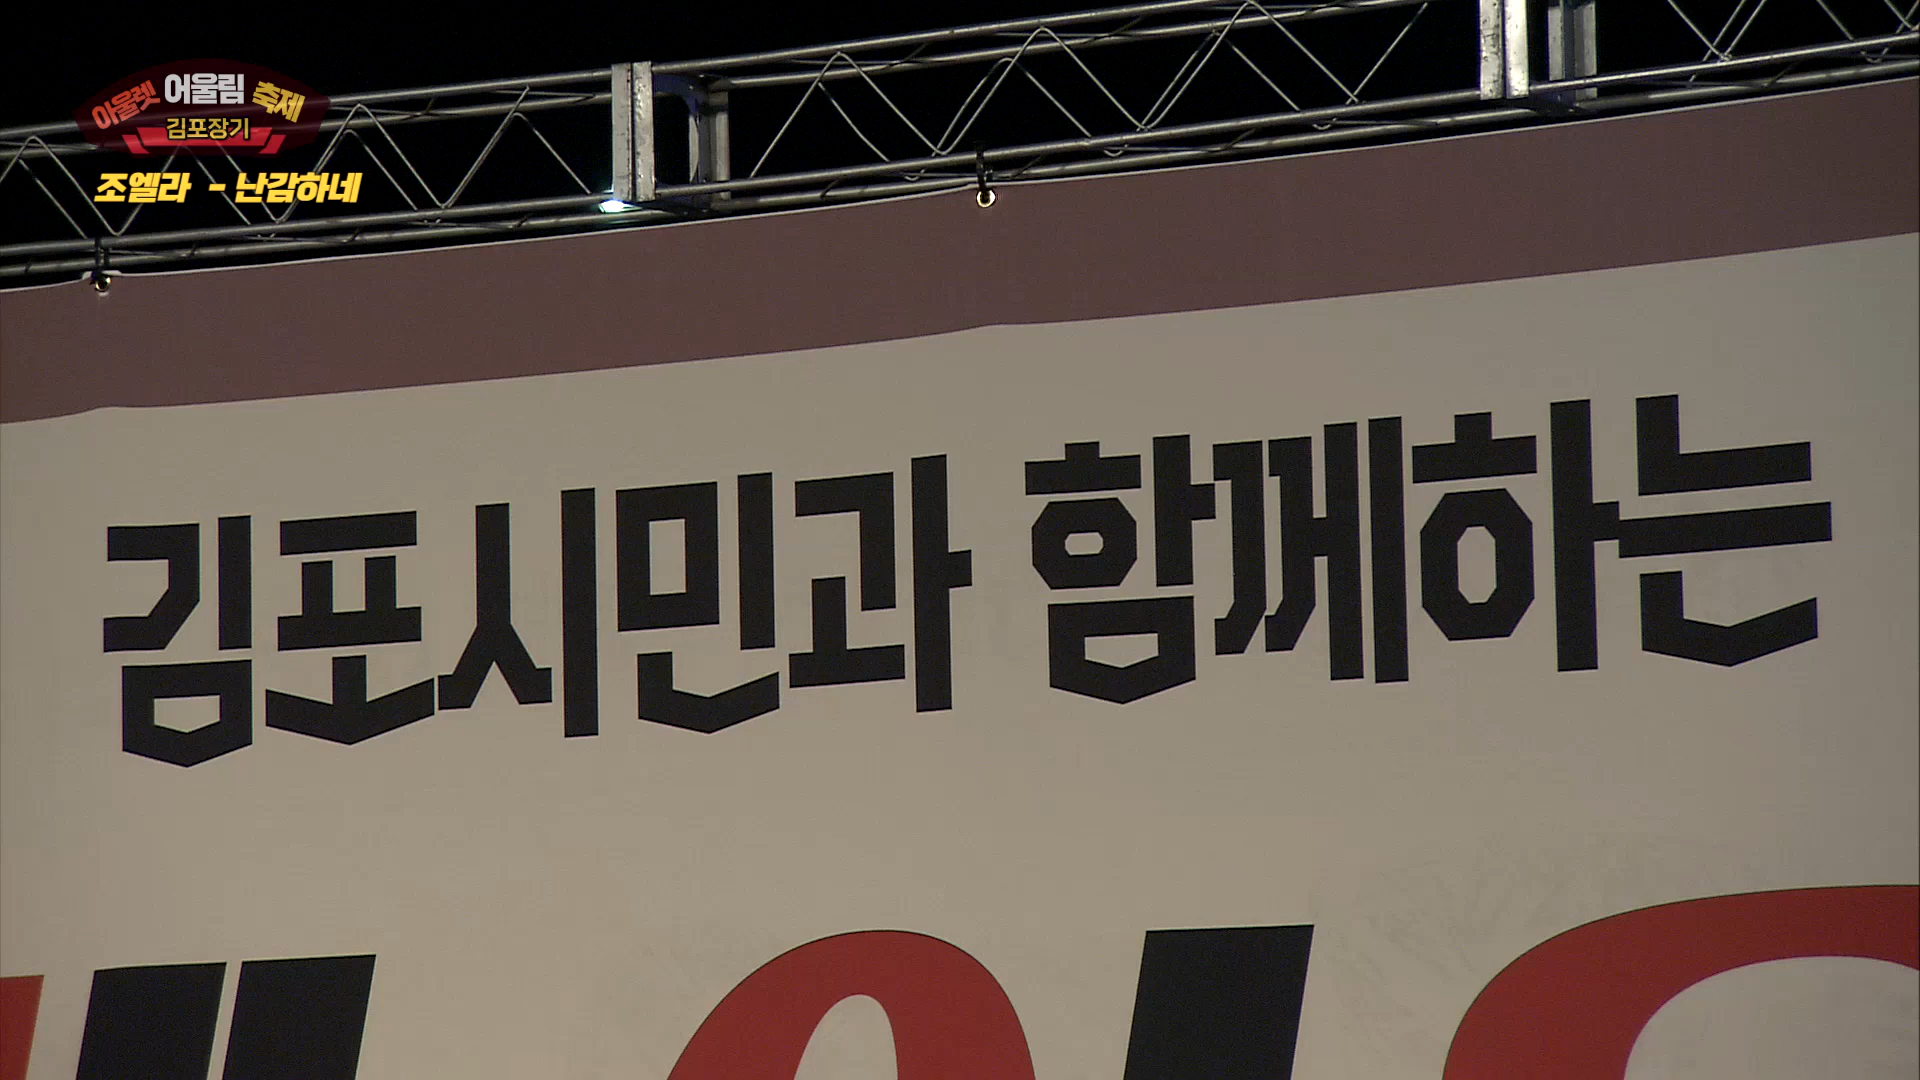 아울렛 어울림 축제
김포장기
조엘라 - 난감하네
김포시민과 함께하는